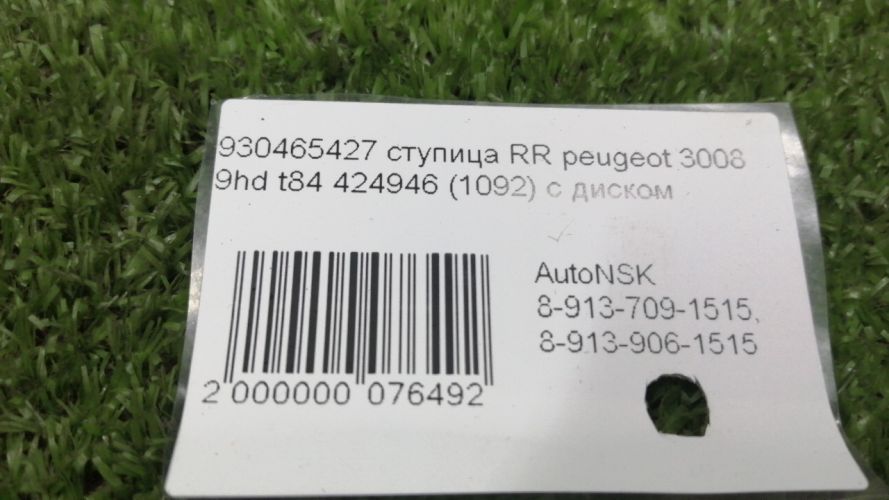 930465427 ступица RR peugeot 3008
9hd t84 424946 (1092) с диском
AutoNSK
8-913-709-1515,
8-913-906-1515
2 000000 076492